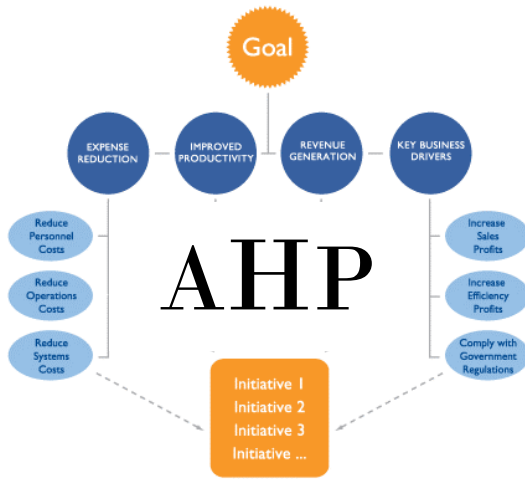 Goal
EXPENSE
REDUCTION
IMPROVED
PRODUCTIVITY
REVENUE
GENERATION
KEY BUSINESS
DRIVERS
Reduce
Personnel
Costs
Reduce
Operations
Costs
Reduce
Systems
Costs
AHP
Increase
Sales
Profits
Increase
Efficiency
Profits
Comply with
Government
Regulations
Initiative 1
Initiative 2
Initiative 3
Initiative ...